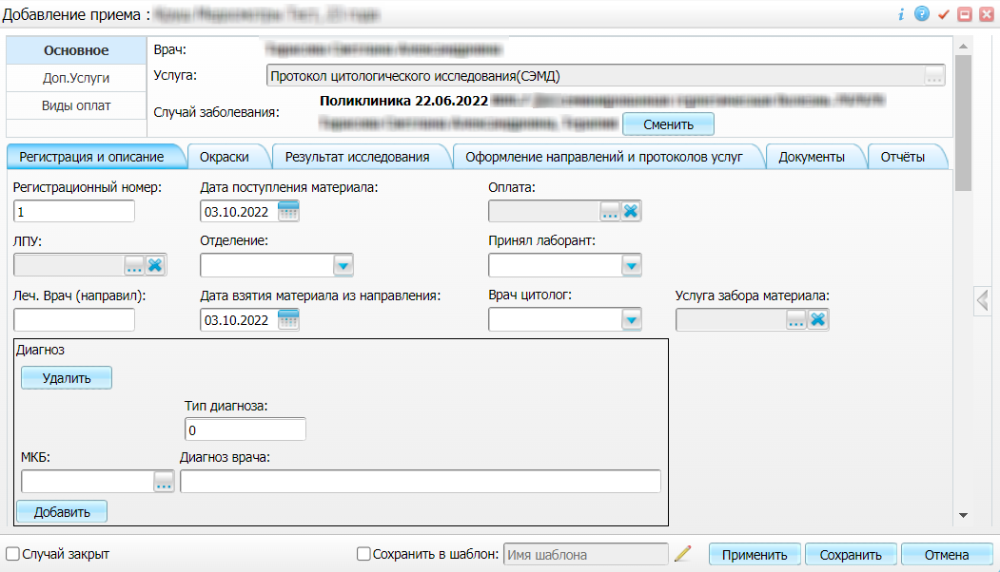 Добавление приема :
Основное
Доп.Услуги
Виды оплат
Врач:
Услуга: Протокол цитологического исследования(СЭМД) ...
Случай заболевания: Поликлиника 22.06.2022
Сменить
Регистрация и описание Окраски Результат исследования Оформление направлений и протоколов услуг Документы Отчёты
Регистрационный номер: Дата поступления материала: Оплата:
1 03.10.2022 ...
ЛПУ: Отделение: Принял лаборант:
...
Леч. Врач (направил): Дата взятия материала из направления: Врач цитолог: Услуга забора материала:
03.10.2022 ...
Диагноз
Удалить
Тип диагноза:
0
МКБ: Диагноз врача:
...
Добавить
Случай закрыт Сохранить в шаблон: Имя шаблона Применить Сохранить Отмена